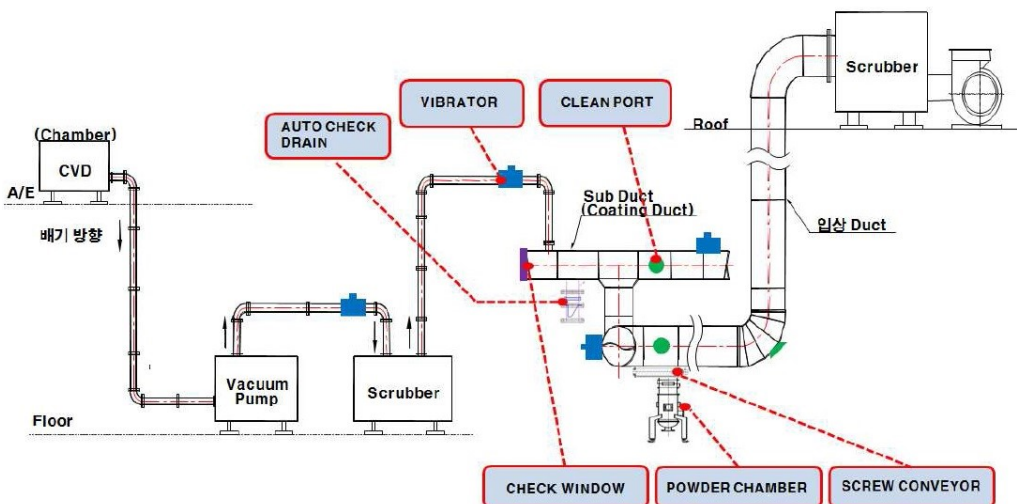 Scrubber
VIBRATOR
CLEAN PORT
Roof
AUTO CHECK
DRAIN
(Chamber)
CVD
A/E
Sub Duct
(Coating Duct)
입상 Duct
배기 방향
Vacuum
Pump
Scrubber
Floor
CHECK WINDOW
POWDER CHAMBER
SCREW CONVEYOR